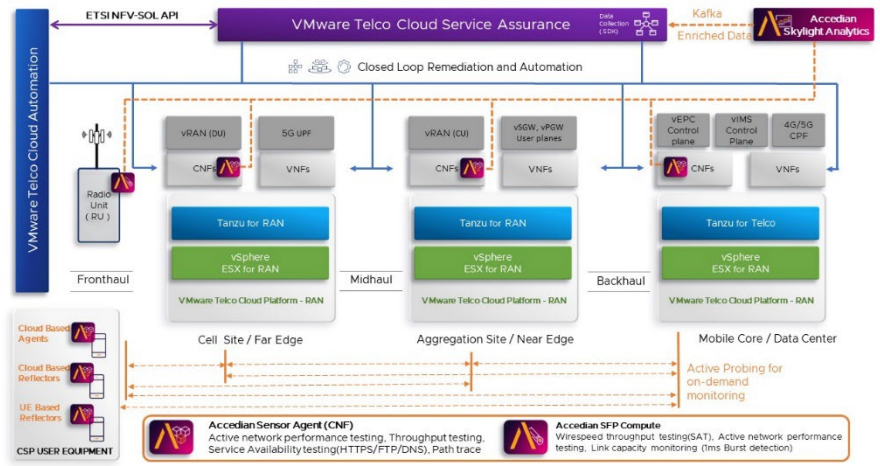 ETSI NFV-SOL API
VMware Telco Cloud Service Assurance
Data
Collection
(SDK)
Kafka
Enriched Data
Accedian
Skylight Analytics
VMware Telco Cloud Automation
Closed Loop Remediation and Automation
vRAN (DU)
5G UPF
CNFs
VNFs
vRAN (CU)
vSGW, vPGW
User planes
CNFs
VNFs
vEPC
Control
plane
vIMS
Control
Plane
4G/5G
CPF
CNFs
VNFs
Radio
Unit
( RU )
Tanzu for RAN
vSphere
ESX for RAN
VMware Telco Cloud Platform - RAN
Tanzu for RAN
vSphere
ESX for RAN
VMware Telco Cloud Platform - RAN
Tanzu for Telco
vSphere
ESX for RAN
VMware Telco Cloud Platform - RAN
Fronthaul
Midhaul
Backhaul
Cell Site / Far Edge
Aggregation Site / Near Edge
Mobile Core / Data Center
Cloud Based
Agents
Cloud Based
Reflectors
UE Based
Reflectors
CSP USER EQUIPMENT
Active Probing for
on-demand
monitoring
Accedian Sensor Agent (CNF)
Active network performance testing, Throughput testing,
Service Availability testing(HTTPS/FTP/DNS), Path trace
Accedian SFP Compute
Wirespeed throughput testing(SAT), Active network performance
testing, Link capacity monitoring (1ms Burst detection)